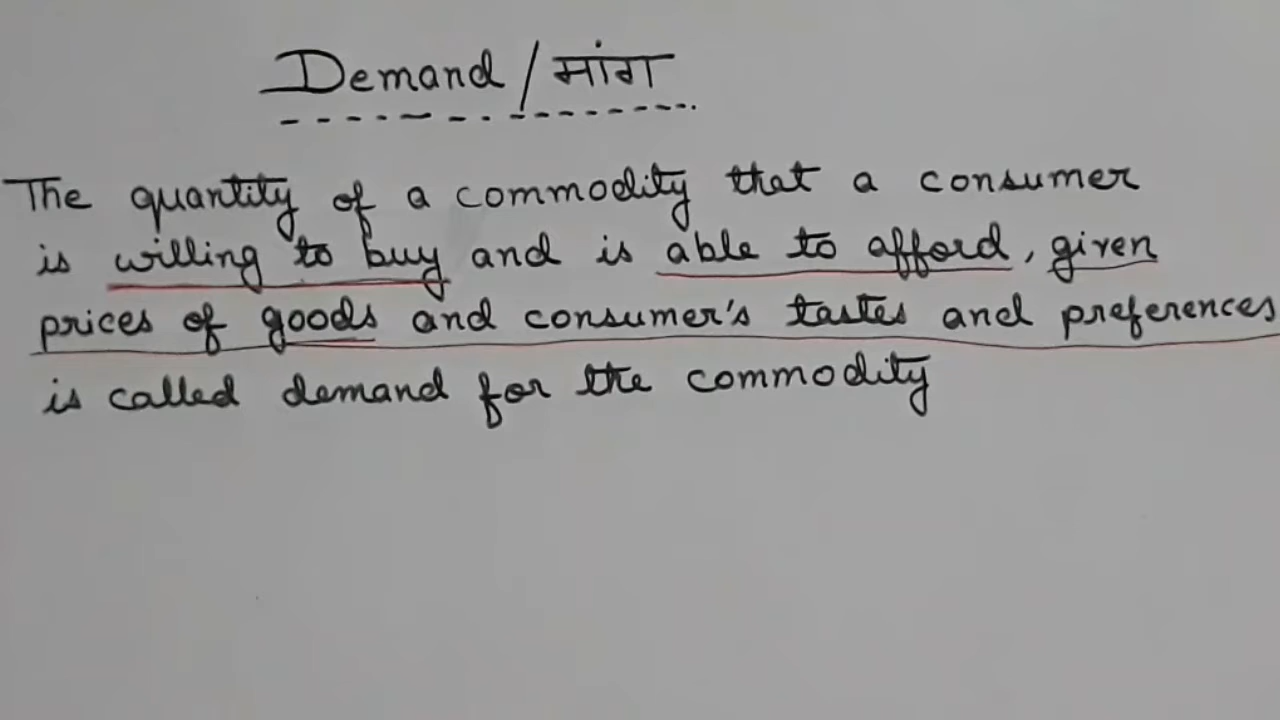 Demand / मांग
The quantity of a commodity that a consumer
is willing to buy and is able to afford, given
prices of goods and consumer's tastes and preferences
is called demand for the commodity